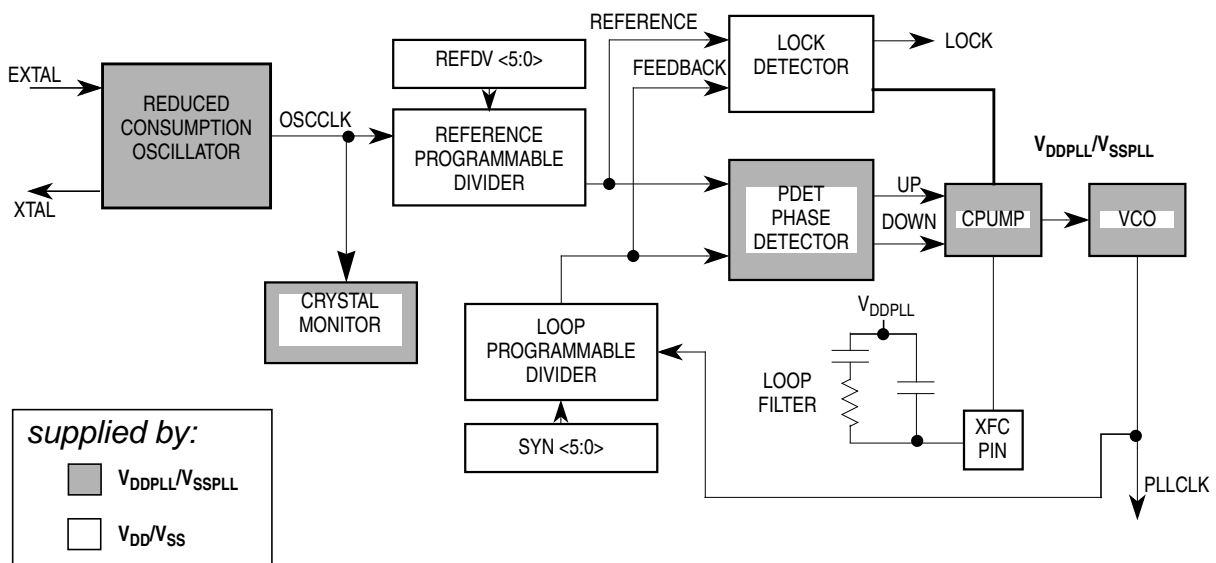 REFERENCE
LOCK
DETECTOR
LOCK
REFDV <5:0>
FEEDBACK
EXTAL
REDUCED
CONSUMPTION
OSCILLATOR
OSCCLK
REFERENCE
PROGRAMMABLE
DIVIDER
VDDPLL/VSSPLL
XTAL
PDET
PHASE
DETECTOR
UP
DOWN
CPUMP
VCO
CRYSTAL
MONITOR
LOOP
PROGRAMMABLE
DIVIDER
VDDPLL
LOOP
FILTER
XFC
PIN
SYN <5:0>
PLLCLK
supplied by:
VDDPLL/VSSPLL
VDD/VSS